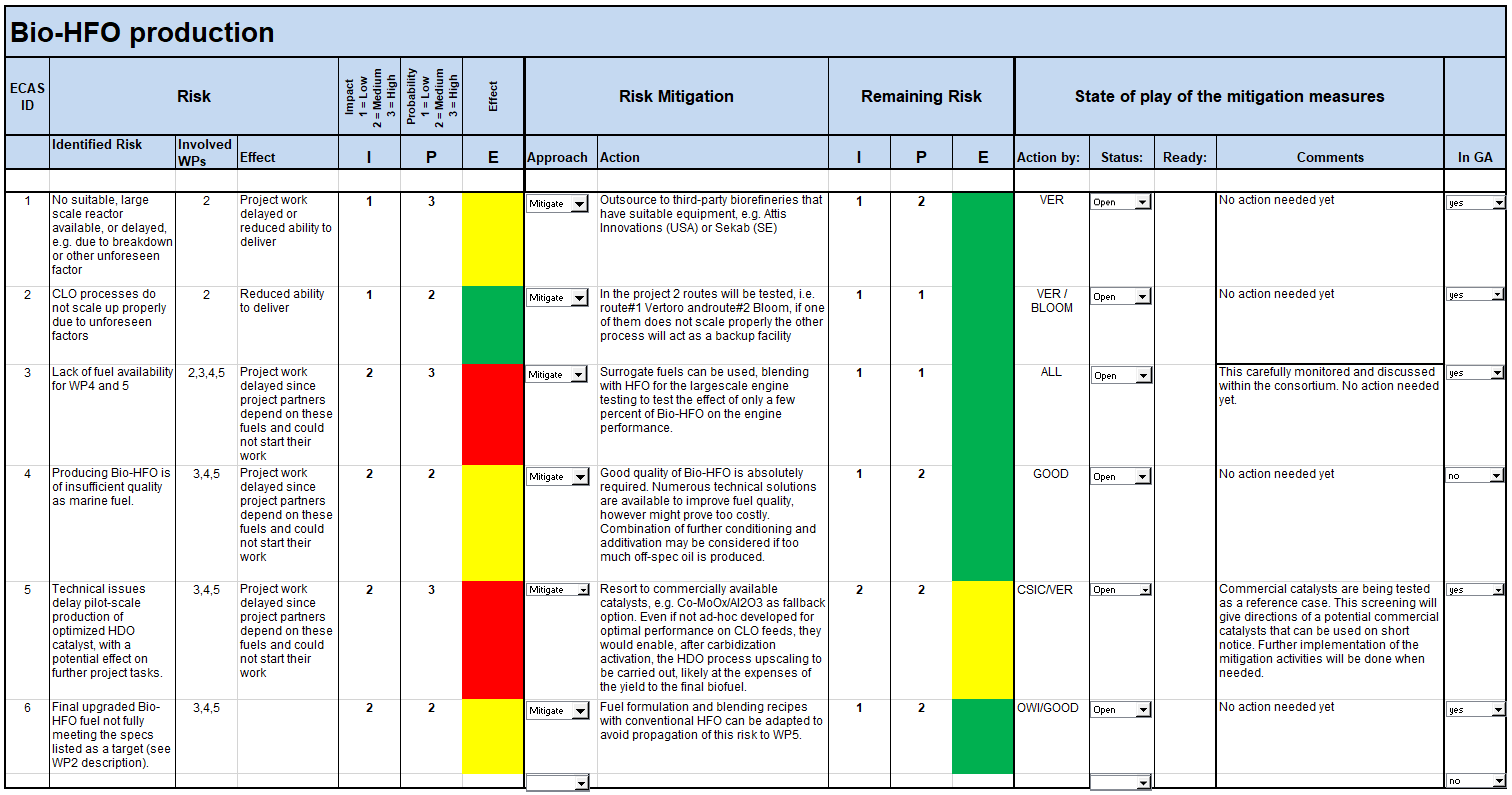 Bio-HFO production
ECAS
ID
Risk
Impact
1 = Low
2 = Medium
3 = High
Probability
1 = Low
2 = Medium
3 = High
Effect
Risk Mitigation
Remaining Risk
State of play of the mitigation measures
Identified Risk
Involved
WPs
Effect
I
P
E
Approach
Action
I
P
E
Action by:
Status:
Ready:
Comments
In GA
1
No suitable, large
scale reactor
available, or delayed,
e.g. due to breakdown
or other unforeseen
factor
2
Project work
delayed or
reduced ability to
deliver
1
3
Mitigate
Outsource to third-party biorefineries that
have suitable equipment, e.g. Attis
Innovations (USA) or Sekab (SE)
1
2
VER
Open
No action needed yet
yes
2
CLO processes do
not scale up properly
due to unforeseen
factors
2
Reduced ability
to deliver
1
2
Mitigate
In the project 2 routes will be tested, i.e.
route#1 Vertoro androute#2 Bloom, if one
of them does not scale properly the other
process will act as a backup facility
1
1
VER /
BLOOM
Open
No action needed yet
yes
3
Lack of fuel availability
for WP4 and 5
2,3,4,5
Project work
delayed since
project partners
depend on these
fuels and could
not start their
work
2
3
Mitigate
Surrogate fuels can be used, blending
with HFO for the largescale engine
testing to test the effect of only a few
percent of Bio-HFO on the engine
performance.
1
1
ALL
Open
This carefully monitored and discussed
within the consortium. No action needed
yet.
yes
4
Producing Bio-HFO is
of insufficient quality
as marine fuel.
3,4,5
Project work
delayed since
project partners
depend on these
fuels and could
not start their
work
2
2
Mitigate
Good quality of Bio-HFO is absolutely
required. Numerous technical solutions
are available to improve fuel quality,
however might prove too costly.
Combination of further conditioning and
additivation may be considered if too
much off-spec oil is produced.
1
2
GOOD
Open
No action needed yet
no
5
Technical issues
delay pilot-scale
production of
optimized HDO
catalyst, with a
potential effect on
further project tasks.
3,4,5
Project work
delayed since
project partners
depend on these
fuels and could
not start their
work
2
3
Mitigate
Resort to commercially available
catalysts, e.g. Co-MoOx/Al2O3 as fallback
option. Even if not ad-hoc developed for
optimal performance on CLO feeds, they
would enable, after carbidization
activation, the HDO process upscaling to
be carried out, likely at the expenses of
the yield to the final biofuel.
2
2
CSIC/VER
Open
Commercial catalysts are being tested
as a reference case. This screening will
give directions of a potential commercial
catalysts that can be used on short
notice. Further implementation of the
mitigation activities will be done when
needed.
yes
6
Final upgraded Bio-
HFO fuel not fully
meeting the specs
listed as a target (see
WP2 description).
3,4,5
2
2
Mitigate
Fuel formulation and blending recipes
with conventional HFO can be adapted to
avoid propagation of this risk to WP5.
1
2
OWI/GOOD
Open
No action needed yet
yes
no